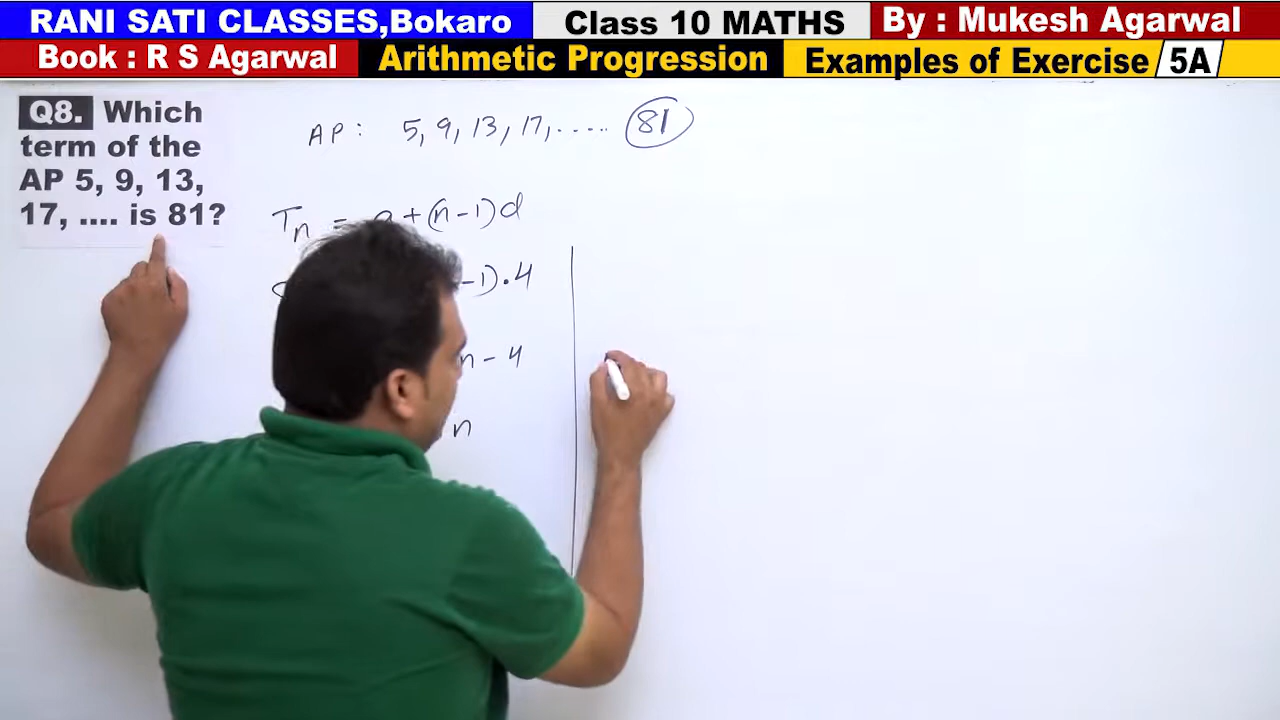 RANI SATI CLASSES,Bokaro
Class 10 MATHS
By : Mukesh Agarwal
Book : R S Agarwal
Arithmetic Progression
Examples of Exercise 5A
Q8. Which
term of the
AP 5, 9, 13,
17, .... is 81?
AP : 5, 9, 13, 17, ..... 81
Tn = a + (n-1)d
-1).4
n - 4
n